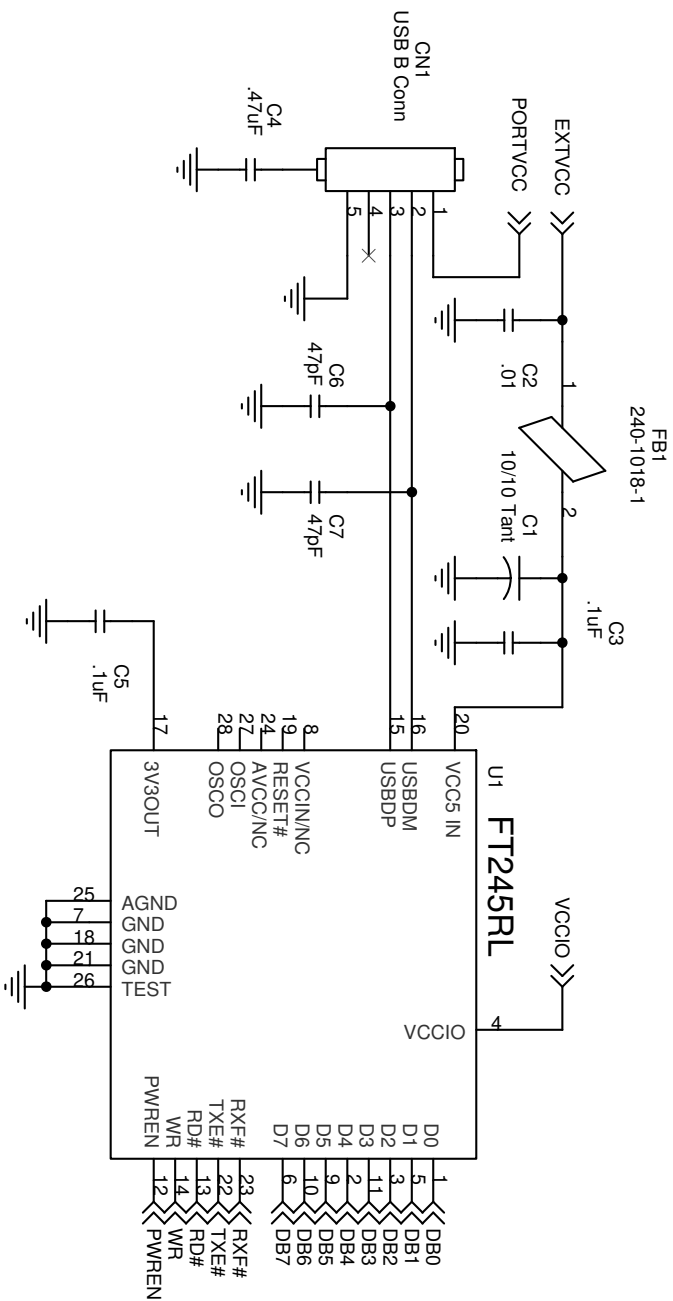 CN1
USB B Conn
C4
.47uF
PORTVCC
EXTVCC
1
2
3
4
5
C2
.01
FB1
240-1018-1
1
2
C1
10/10 Tant
C3
.1uF
C6
47pF
C7
47pF
C5
.1uF
U1
FT245RL
VCCIO
4
VCCIO
20
VCC5 IN
16
USBDM
15
USBDP
8
VCCIN/NC
19
RESET#
24
AVCC/NC
27
OSCI
28
OSCO
17
3V3OUT
25
AGND
7
GND
18
GND
21
GND
26
TEST
D0 1 DB0
D1 5 DB1
D2 3 DB2
D3 11 DB3
D4 2 DB4
D5 9 DB5
D6 10 DB6
D7 6 DB7
RXF# 23 RXF#
TXE# 22 TXE#
RD# 13 RD#
WR 14 WR
PWREN 12 PWREN